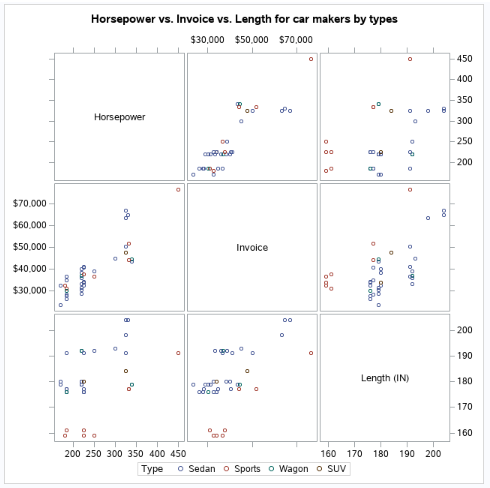 Horsepower vs. Invoice vs. Length for car makers by types
$30,000 $50,000 $70,000
450
400
Horsepower
350
300
250
200
$70,000
$60,000
$50,000
Invoice
$40,000
$30,000
200
190
180
Length (IN)
170
160
200 250 300 350 400 450 160 170 180 190 200
Type Sedan Sports Wagon SUV